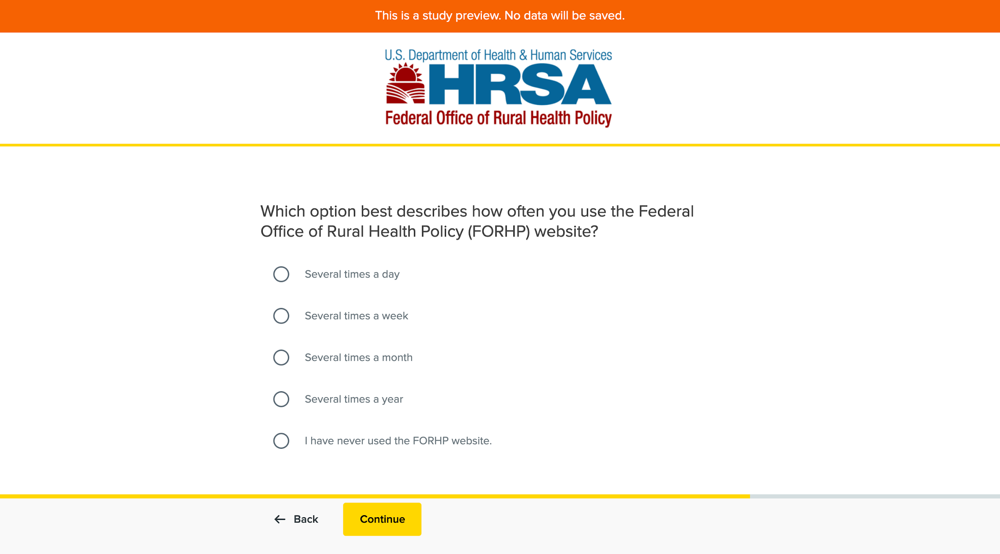 This is a study preview. No data will be saved.
U.S. Department of Health & Human Services
HRSA
Federal Office of Rural Health Policy
Which option best describes how often you use the Federal
Office of Rural Health Policy (FORHP) website?
Several times a day
Several times a week
Several times a month
Several times a year
I have never used the FORHP website.
Back
Continue